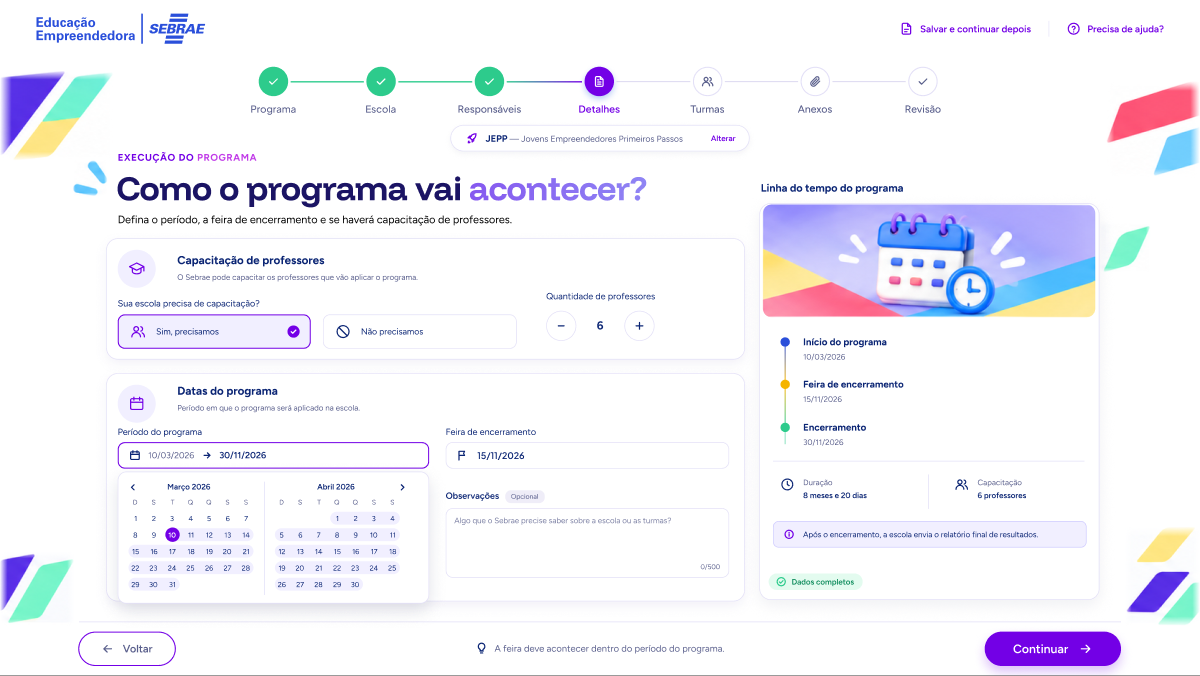 Educação
Empreendedora
SEBRAE
Salvar e continuar depois
Precisa de ajuda?
Programa
Escola
Responsáveis
Detalhes
Turmas
Anexos
Revisão
JEPP — Jovens Empreendedores Primeiros Passos
Alterar
EXECUÇÃO DO PROGRAMA
Como o programa vai acontecer?
Defina o período, a feira de encerramento e se haverá capacitação de professores.
Capacitação de professores
O Sebrae pode capacitar os professores que vão aplicar o programa.
Sua escola precisa de capacitação?
Sim, precisamos
Não precisamos
Quantidade de professores
− 6 +
Datas do programa
Período em que o programa será aplicado na escola.
Período do programa
10/03/2026 → 30/11/2026
Março 2026
D S T Q Q S S
1 2 3 4 5 6 7
8 9 10 11 12 13 14
15 16 17 18 19 20 21
22 23 24 25 26 27 28
29 30 31
Abril 2026
D S T Q Q S S
1 2 3 4
5 6 7 8 9 10 11
12 13 14 15 16 17 18
19 20 21 22 23 24 25
26 27 28 29 30
Feira de encerramento
15/11/2026
Observações Opcional
Algo que o Sebrae precise saber sobre a escola ou as turmas?
0/500
Linha do tempo do programa
Início do programa
10/03/2026
Feira de encerramento
15/11/2026
Encerramento
30/11/2026
Duração
8 meses e 20 dias
Capacitação
6 professores
Após o encerramento, a escola envia o relatório final de resultados.
Dados completos
← Voltar
A feira deve acontecer dentro do período do programa.
Continuar →